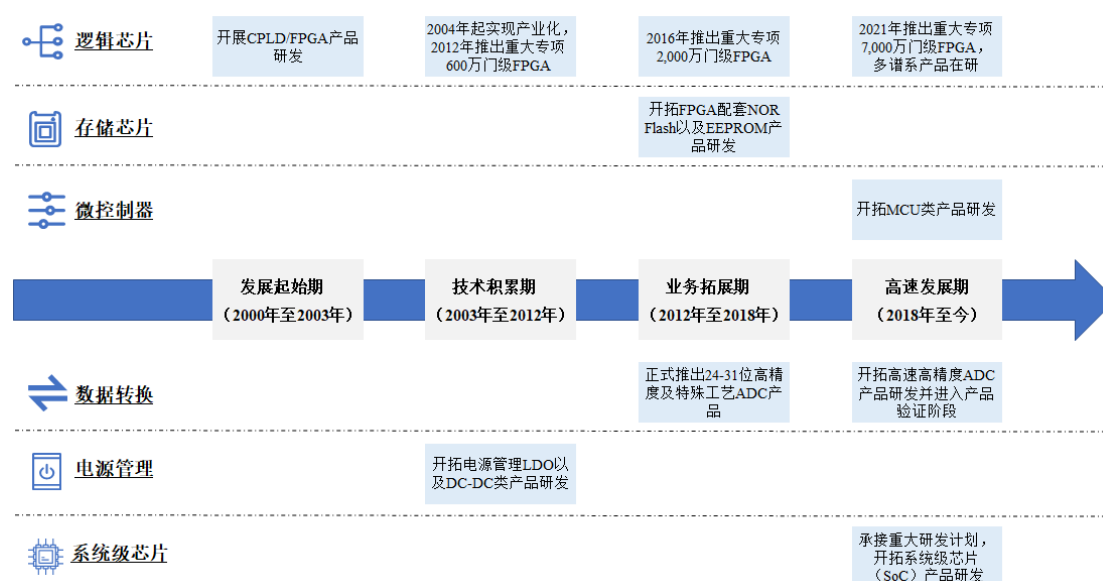 逻辑芯片
开展CPLD/FPGA产品
研发
2004年起实现产业化，
2012年推出重大专项
600万门级FPGA
2016年推出重大专项
2,000万门级FPGA
2021年推出重大专项
7,000万门级FPGA，
多谱系产品在研
存储芯片
开拓FPGA配套NOR
Flash以及EEPROM产
品研发
微控制器
开拓MCU类产品研发
发展起始期
（2000年至2003年）
技术积累期
（2003年至2012年）
业务拓展期
（2012年至2018年）
高速发展期
（2018年至今）
数据转换
正式推出24-31位高精
度及特殊工艺ADC产
品
开拓高速高精度ADC
产品研发并进入产品
验证阶段
电源管理
开拓电源管理LDO以
及DC-DC类产品研发
系统级芯片
承接重大研发计划，
开拓系统级芯片
（SoC）产品研发